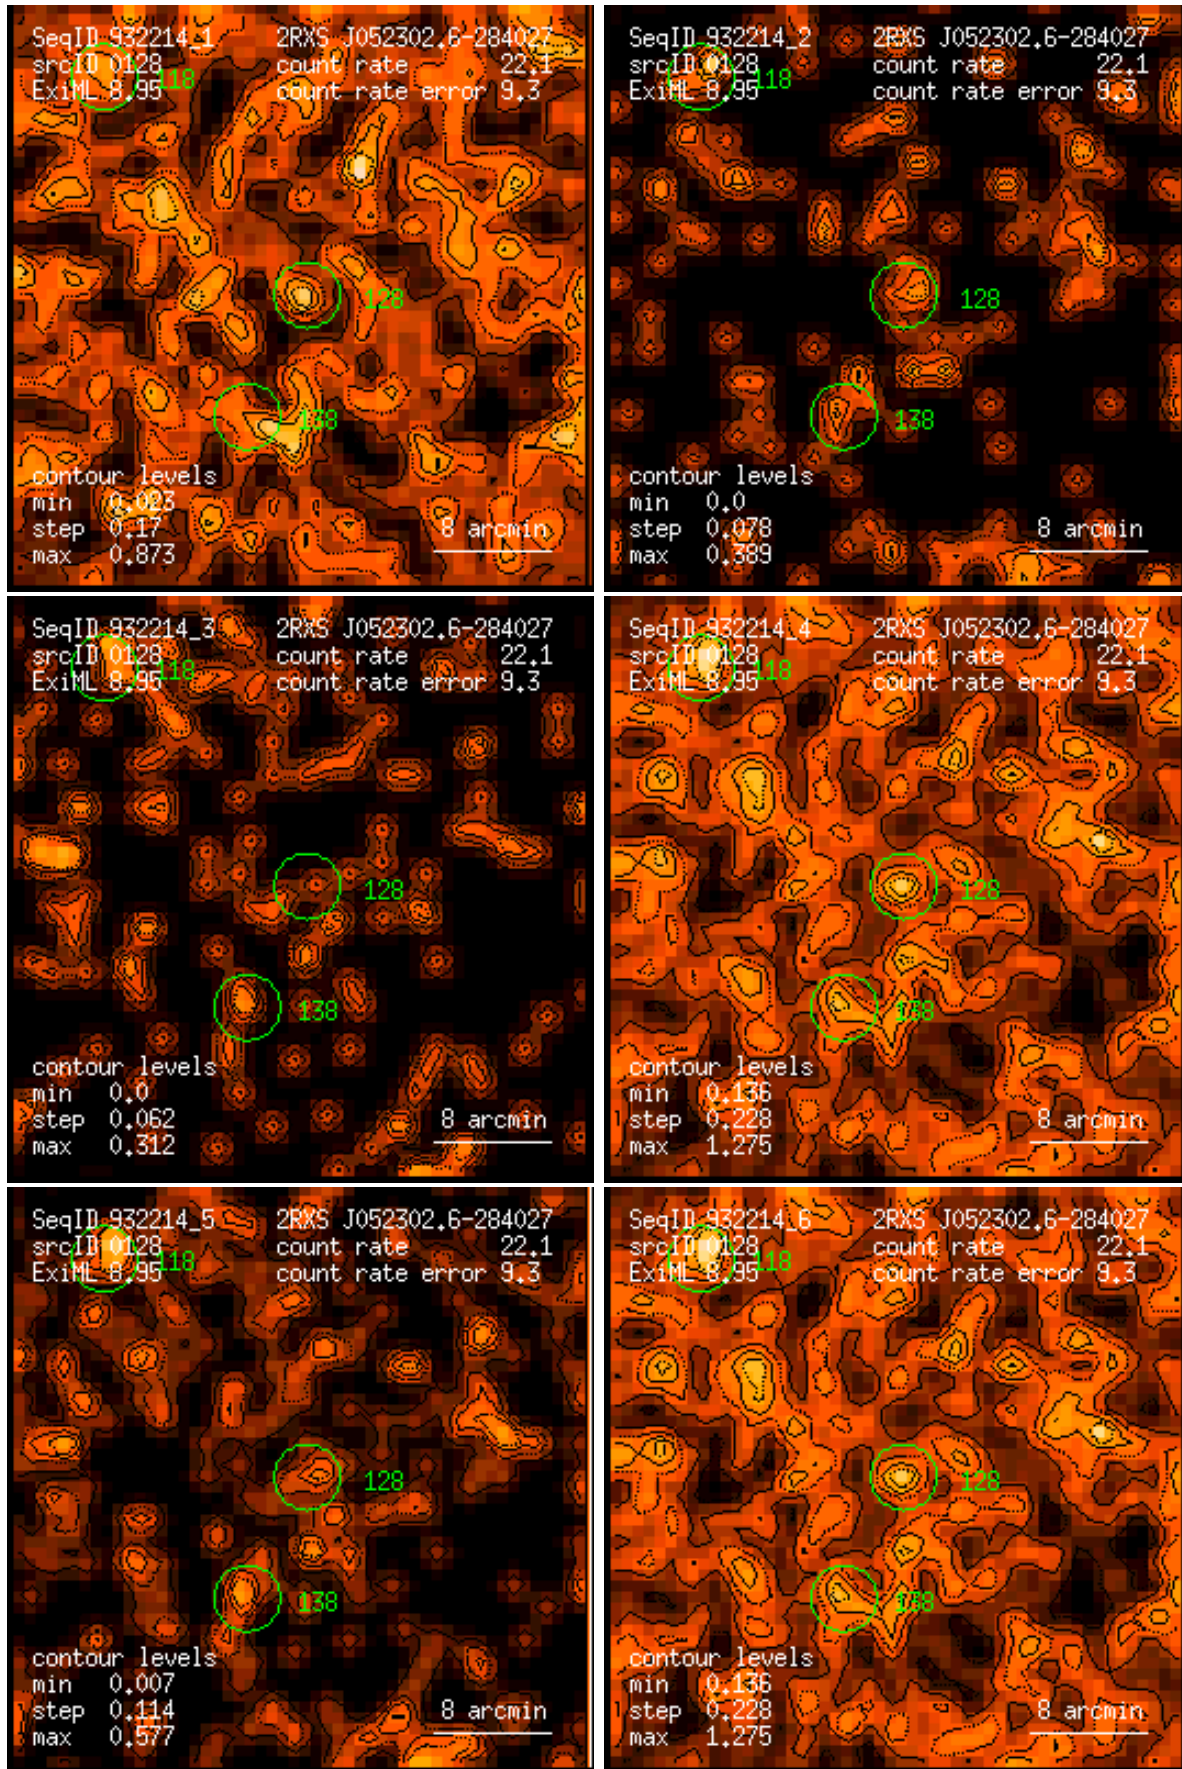 SeqID 932214_1 2RXS J052302.6-284027
srcID 0128 118 count rate 22.1
ExiML 8.95 count rate error 9.3
128
138
contour levels
min 0.023
step 0.17
max 0.873
8 arcmin
SeqID 932214_2 2RXS J052302.6-284027
srcID 0128 118 count rate 22.1
ExiML 8.95 count rate error 9.3
128
138
contour levels
min 0.0
step 0.078
max 0.389
8 arcmin
SeqID 932214_3 2RXS J052302.6-284027
srcID 0128 118 count rate 22.1
ExiML 8.95 count rate error 9.3
128
138
contour levels
min 0.0
step 0.062
max 0.312
8 arcmin
SeqID 932214_4 2RXS J052302.6-284027
srcID 0128 118 count rate 22.1
ExiML 8.95 count rate error 9.3
128
138
contour levels
min 0.136
step 0.228
max 1.275
8 arcmin
SeqID 932214_5 2RXS J052302.6-284027
srcID 0128 118 count rate 22.1
ExiML 8.95 count rate error 9.3
128
138
contour levels
min 0.007
step 0.114
max 0.577
8 arcmin
SeqID 932214_6 2RXS J052302.6-284027
srcID 0128 118 count rate 22.1
ExiML 8.95 count rate error 9.3
128
138
contour levels
min 0.136
step 0.228
max 1.275
8 arcmin